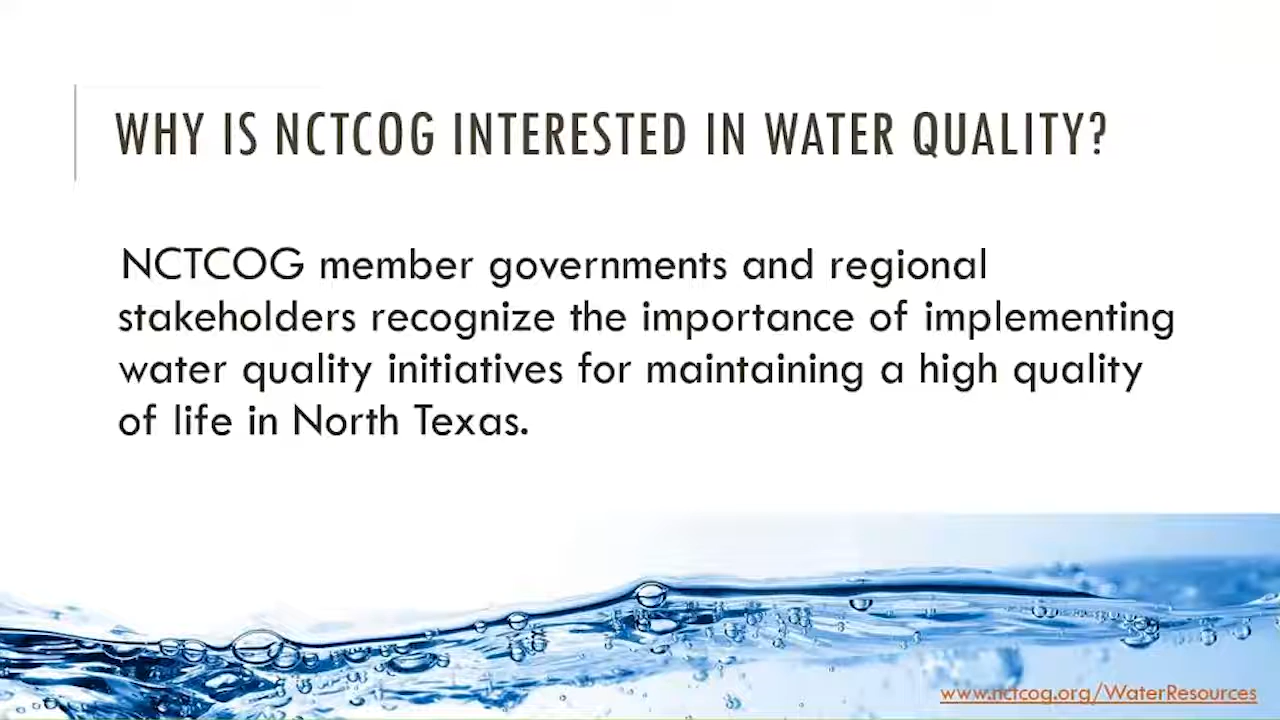 WHY IS NCTCOG INTERESTED IN WATER QUALITY?
NCTCOG member governments and regional
stakeholders recognize the importance of implementing
water quality initiatives for maintaining a high quality
of life in North Texas.
www.nctcog.org/WaterResources